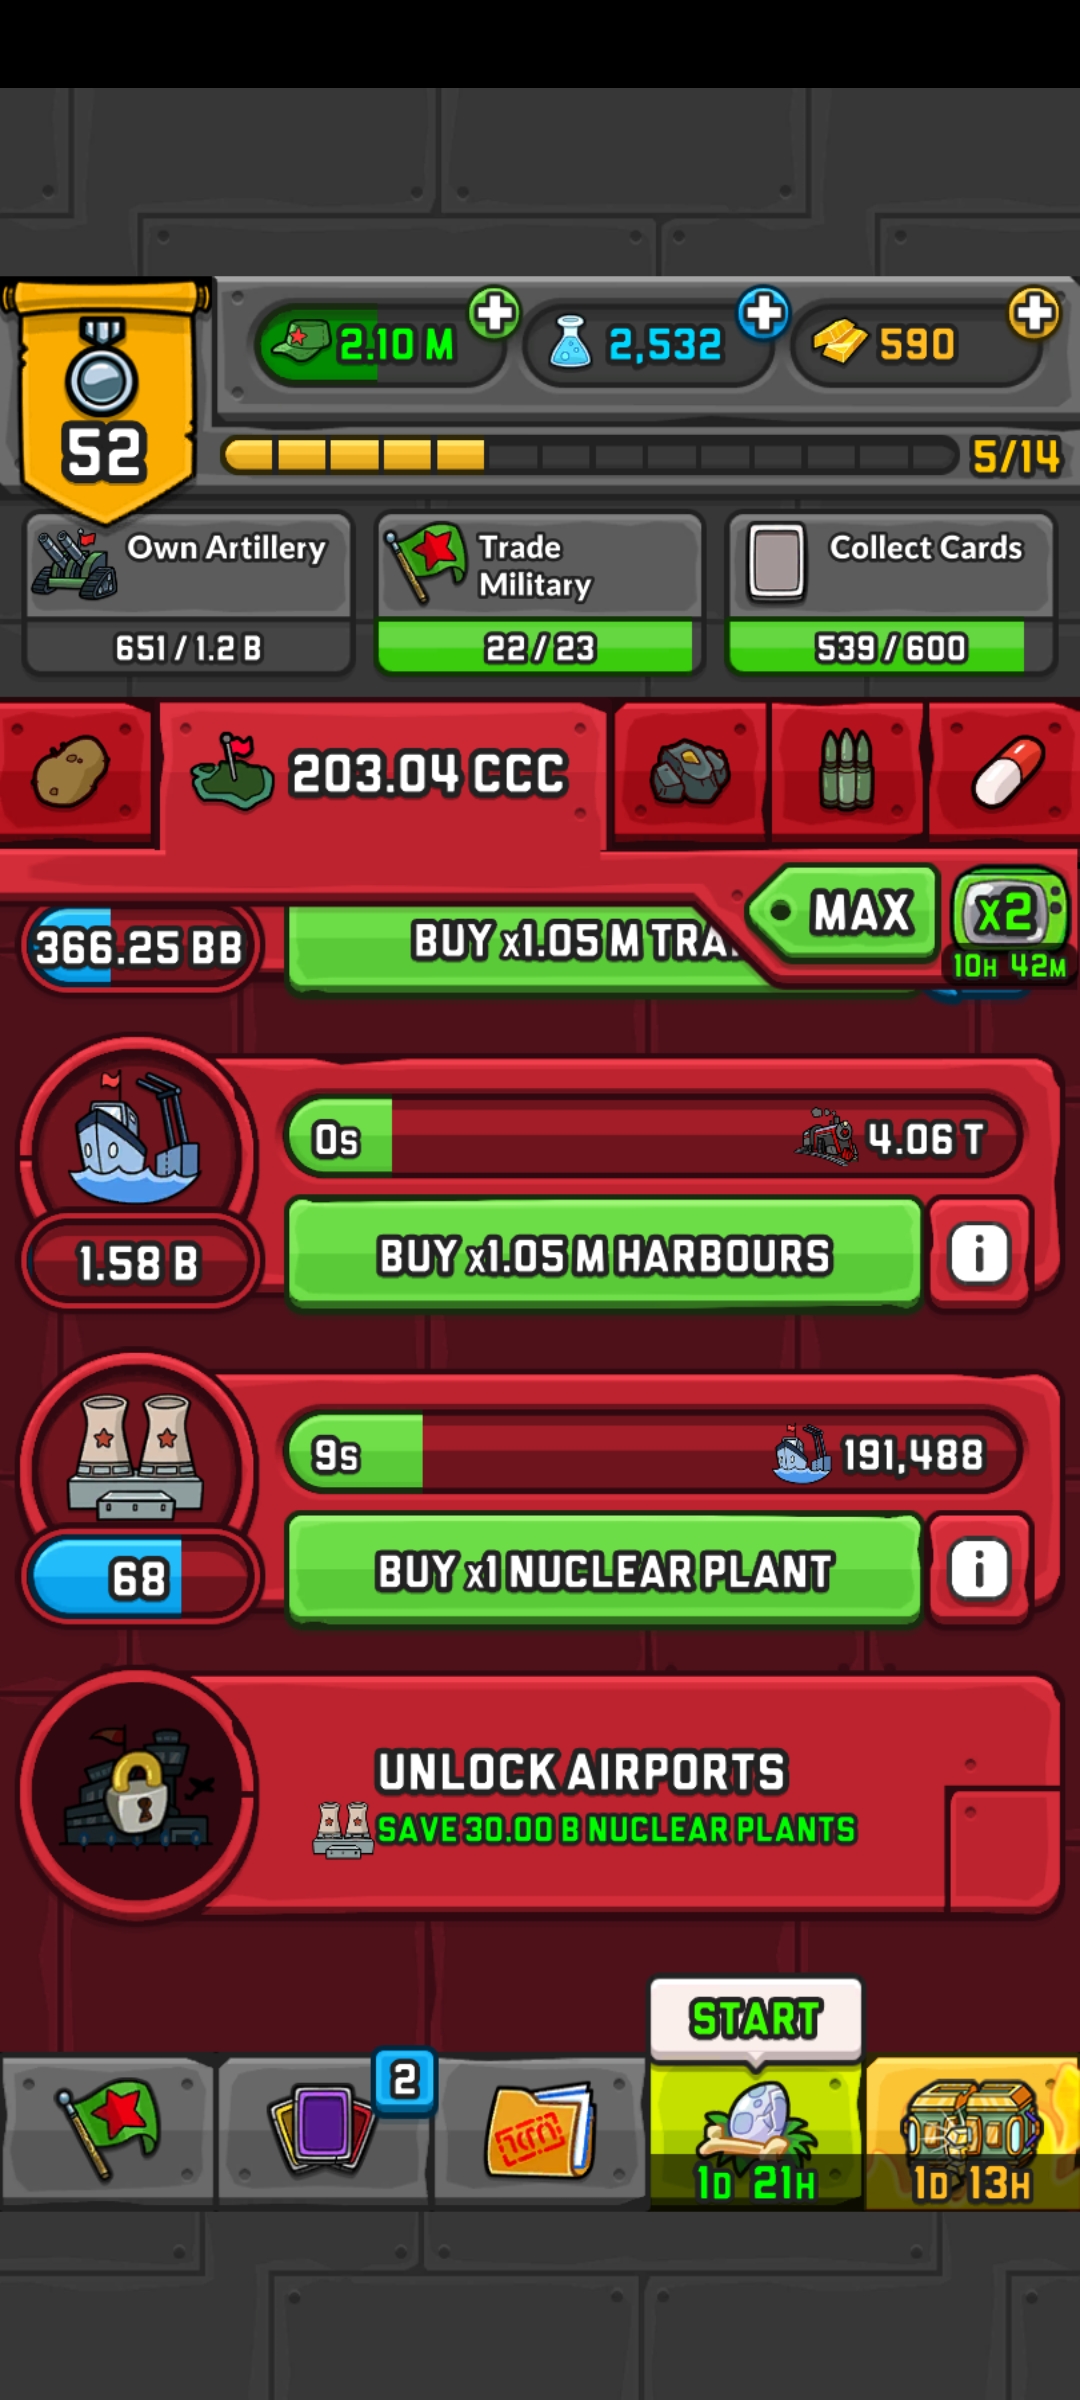 2.10 M
2,532
590
52
5/14
Own Artillery
651 / 1.2 B
Trade
Military
22 / 23
Collect Cards
539 / 600
203.04 CCC
MAX
x2
10H 42M
366.25 BB
BUY x1.05 M
0s
4.06 T
1.58 B
BUY x1.05 M HARBOURS
i
9s
191,488
68
BUY x1 NUCLEAR PLANT
i
UNLOCK AIRPORTS
SAVE 30.00 B NUCLEAR PLANTS
START
2
1D 21H
1D 13H